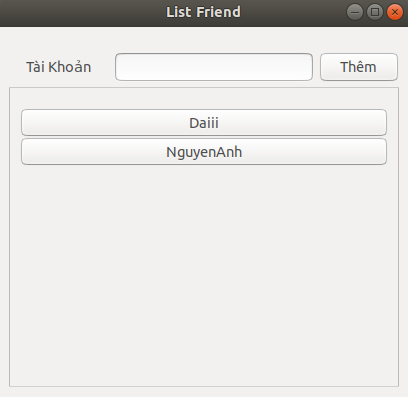 List Friend
Tài Khoản Thêm
Daiii
NguyenAnh